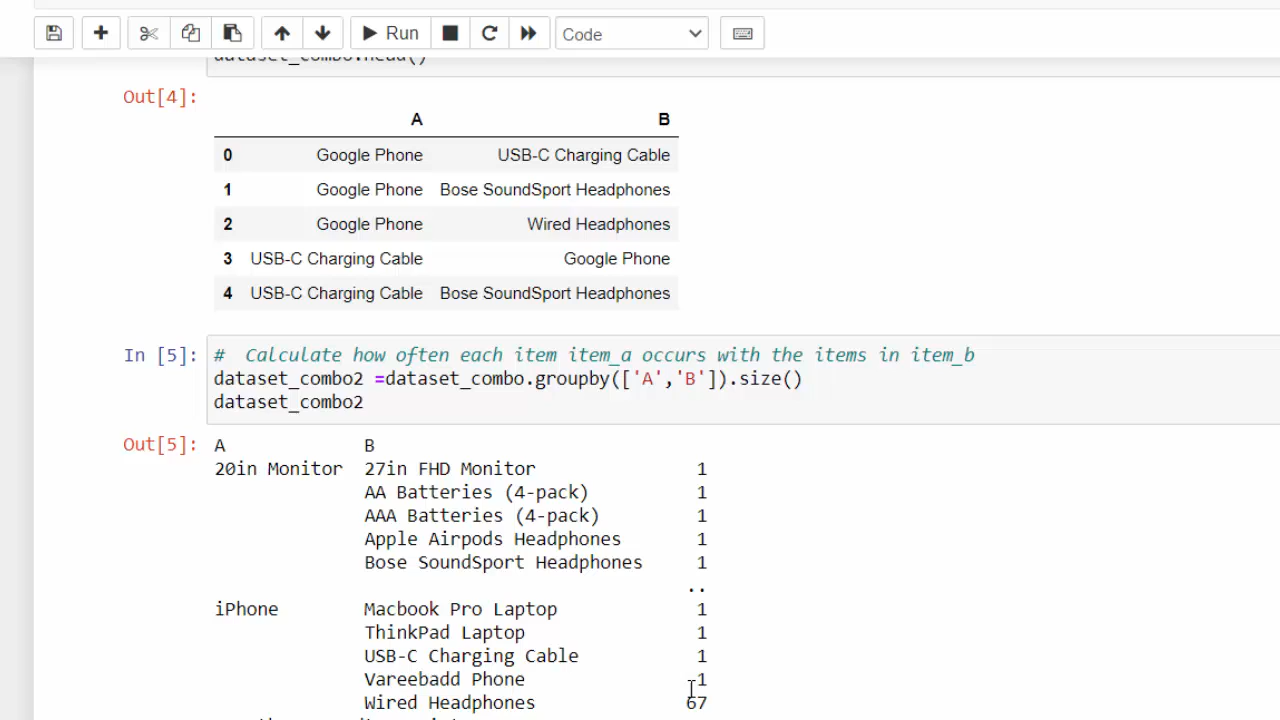 Run Code
dataset_combo.head()
Out[4]:
A B
0 Google Phone USB-C Charging Cable
1 Google Phone Bose SoundSport Headphones
2 Google Phone Wired Headphones
3 USB-C Charging Cable Google Phone
4 USB-C Charging Cable Bose SoundSport Headphones
In [5]: # Calculate how often each item item_a occurs with the items in item_b
dataset_combo2 =dataset_combo.groupby(['A','B']).size()
dataset_combo2
Out[5]: A B
20in Monitor 27in FHD Monitor 1
AA Batteries (4-pack) 1
AAA Batteries (4-pack) 1
Apple Airpods Headphones 1
Bose SoundSport Headphones 1
..
iPhone Macbook Pro Laptop 1
ThinkPad Laptop 1
USB-C Charging Cable 1
Vareebadd Phone 1
Wired Headphones 67